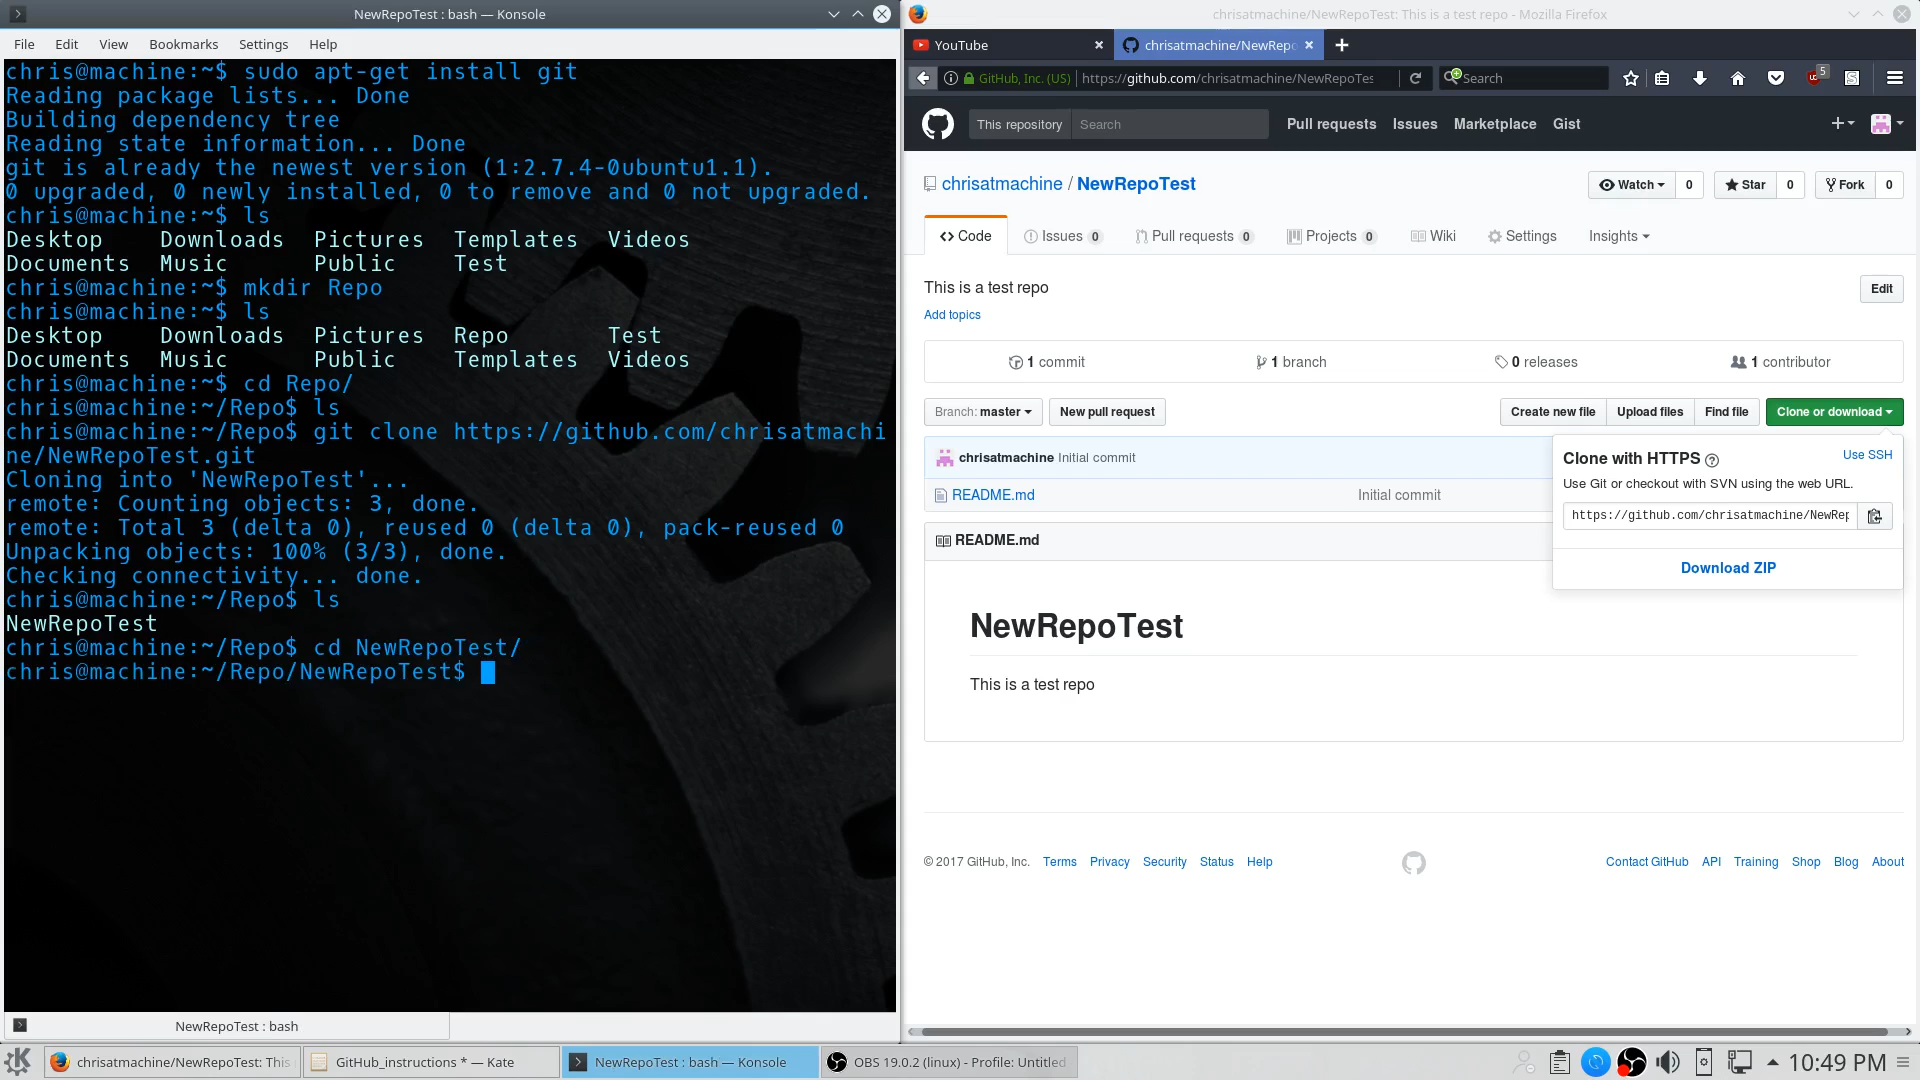 NewRepoTest : bash — Konsole
File Edit View Bookmarks Settings Help
chris@machine:~$ sudo apt-get install git
Reading package lists... Done
Building dependency tree
Reading state information... Done
git is already the newest version (1:2.7.4-0ubuntu1.1).
0 upgraded, 0 newly installed, 0 to remove and 0 not upgraded.
chris@machine:~$ ls
Desktop Downloads Pictures Templates Videos
Documents Music Public Test
chris@machine:~$ mkdir Repo
chris@machine:~$ ls
Desktop Downloads Pictures Repo Test
Documents Music Public Templates Videos
chris@machine:~$ cd Repo/
chris@machine:~/Repo$ ls
chris@machine:~/Repo$ git clone https://github.com/chrisatmachi
ne/NewRepoTest.git
Cloning into 'NewRepoTest'...
remote: Counting objects: 3, done.
remote: Total 3 (delta 0), reused 0 (delta 0), pack-reused 0
Unpacking objects: 100% (3/3), done.
Checking connectivity... done.
chris@machine:~/Repo$ ls
NewRepoTest
chris@machine:~/Repo$ cd NewRepoTest/
chris@machine:~/Repo/NewRepoTest$
NewRepoTest : bash
chrisatmachine/NewRepoTest: This is a test repo - Mozilla Firefox
YouTube chrisatmachine/NewRepo
GitHub, Inc. (US) https://github.com/chrisatmachine/NewRepoTes Search 5
This repository Search Pull requests Issues Marketplace Gist
chrisatmachine / NewRepoTest Watch 0 Star 0 Fork 0
Code Issues 0 Pull requests 0 Projects 0 Wiki Settings Insights
This is a test repo Edit
Add topics
1 commit 1 branch 0 releases 1 contributor
Branch: master New pull request Create new file Upload files Find file Clone or download
chrisatmachine Initial commit
README.md Initial commit
Clone with HTTPS Use SSH
Use Git or checkout with SVN using the web URL.
https://github.com/chrisatmachine/NewRep
Download ZIP
README.md
NewRepoTest
This is a test repo
© 2017 GitHub, Inc. Terms Privacy Security Status Help Contact GitHub API Training Shop Blog About
chrisatmachine/NewRepoTest: This GitHub_instructions * — Kate NewRepoTest : bash — Konsole OBS 19.0.2 (linux) - Profile: Untitled 10:49 PM